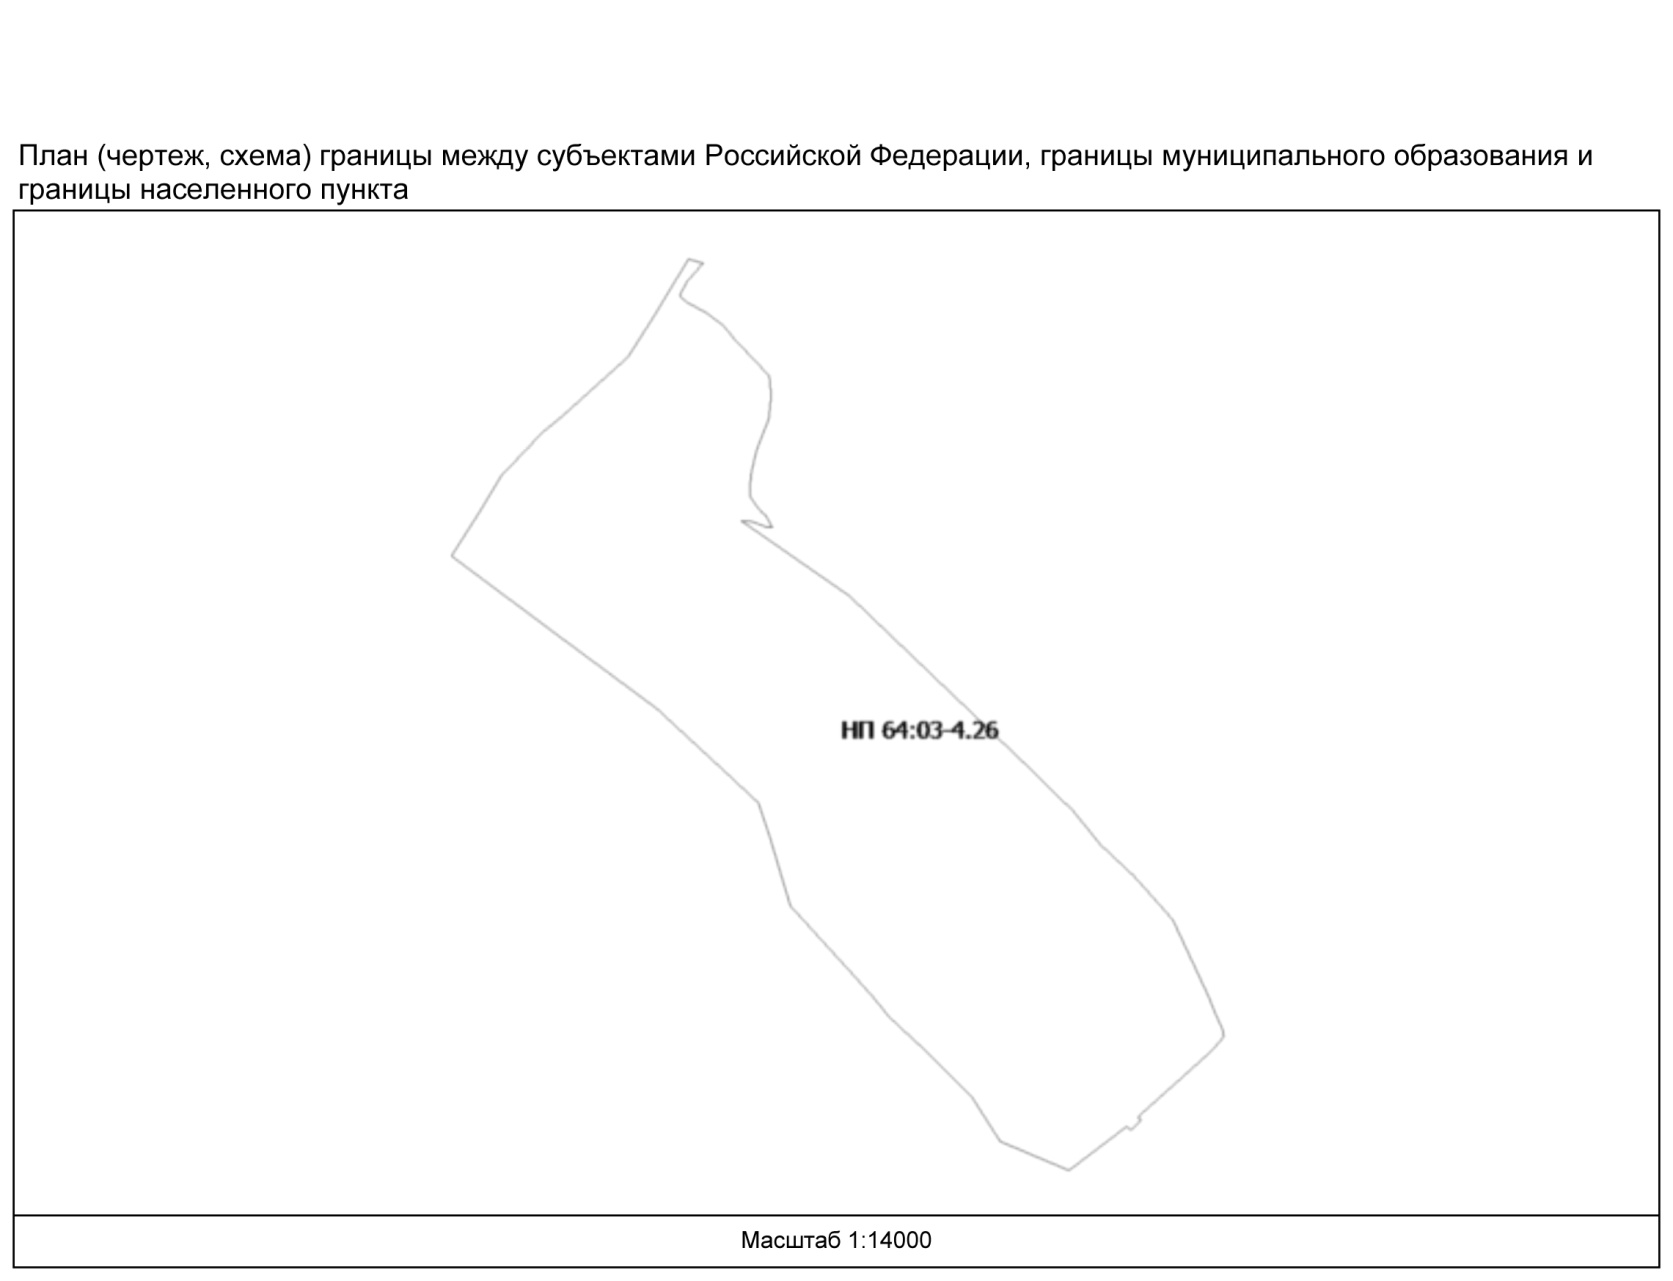 План (чертеж, схема) границы между субъектами Российской Федерации, границы муниципального образования и
границы населенного пункта
НП 64:03-4.26
Масштаб 1:14000